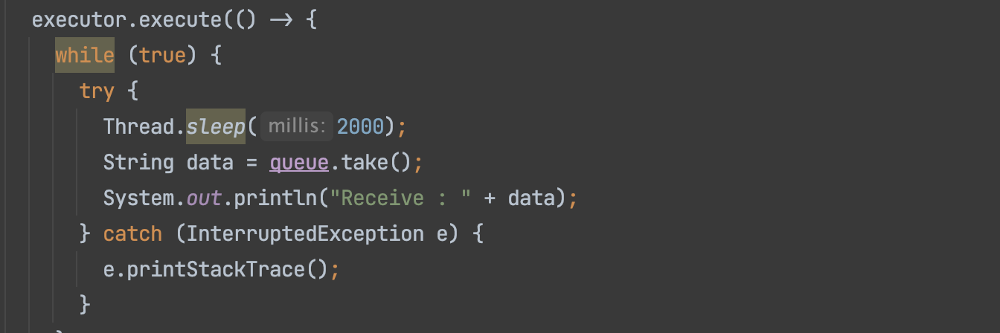 executor.execute(() -> {
while (true) {
try {
Thread.sleep( millis: 2000);
String data = queue.take();
System.out.println("Receive : " + data);
} catch (InterruptedException e) {
e.printStackTrace();
}
}